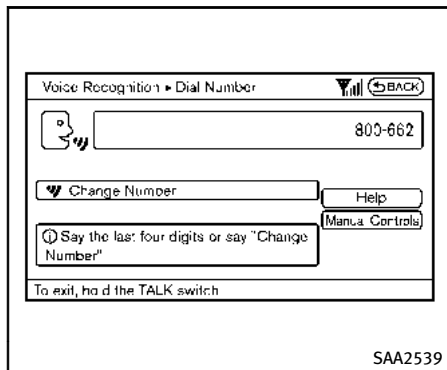 Voice Recognition ▸ Dial Number BACK
800-662
Change Number
Help
Manual Controls
Say the last four digits or say "Change
Number"
To exit, hold the TALK switch
SAA2539